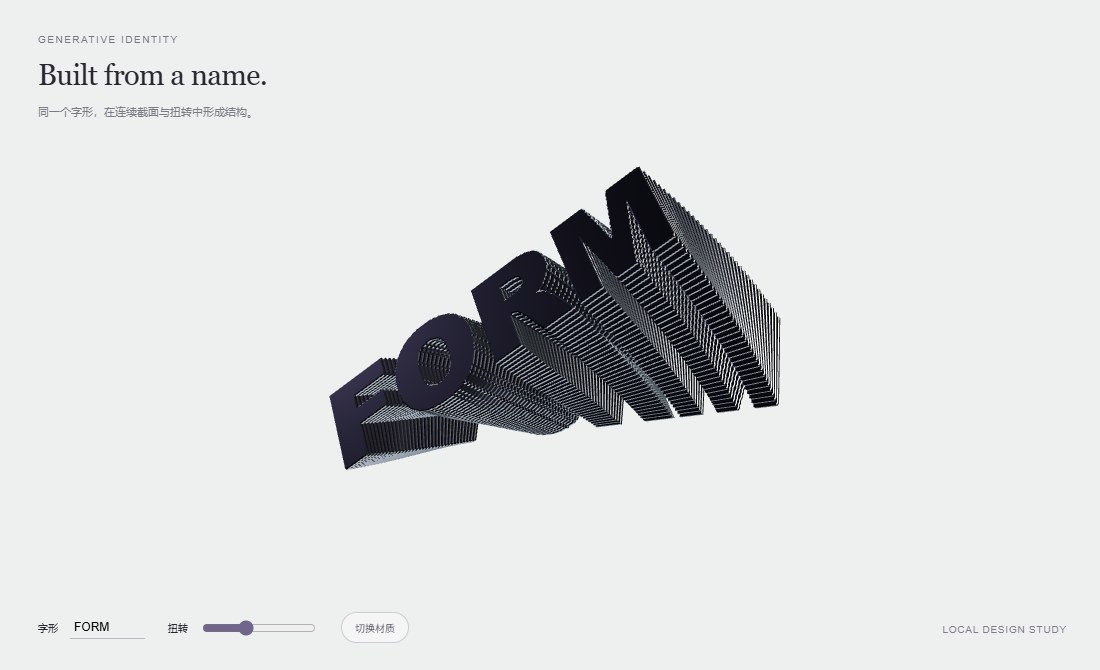 GENERATIVE IDENTITY
Built from a name.
同一个字形，在连续截面与扭转中形成结构。
FORM
字形 FORM 扭转 切换材质
LOCAL DESIGN STUDY